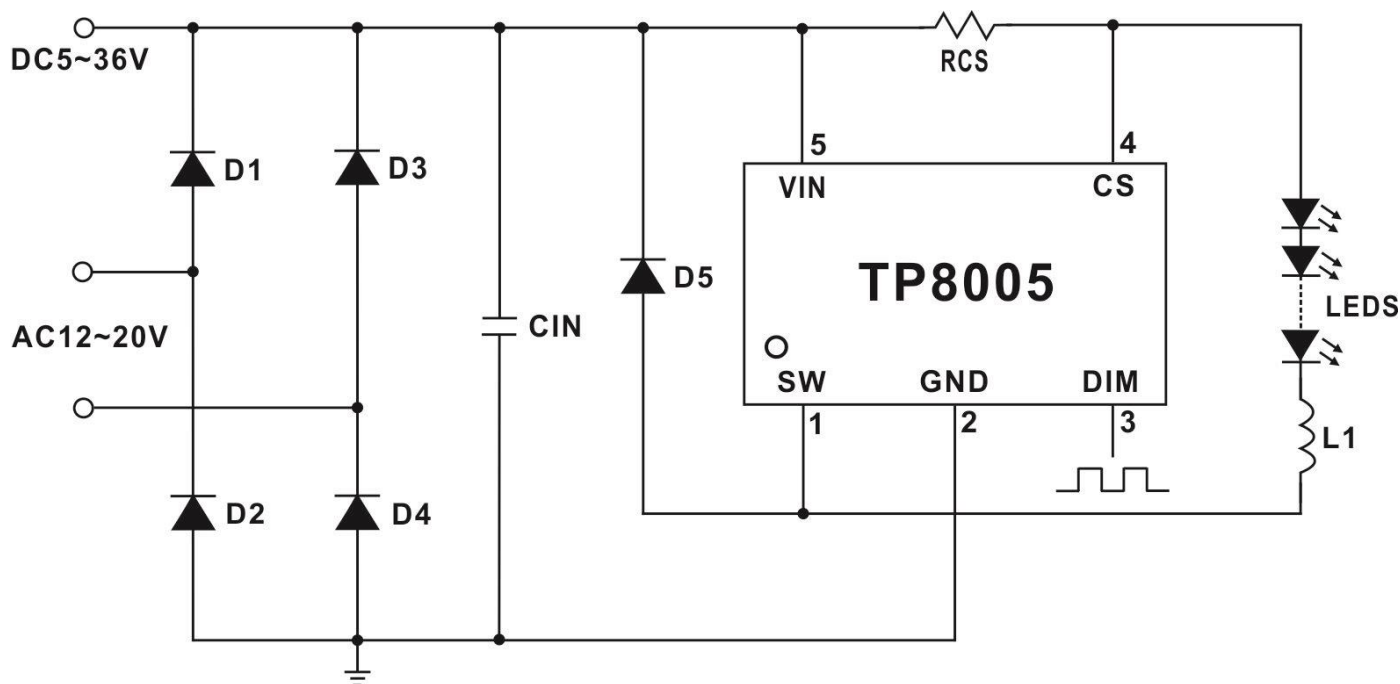 DC5~36V
RCS
D1
D3
5
4
VIN
CS
D5
TP8005
LEDS
AC12~20V
CIN
SW
GND
DIM
1
2
3
L1
D2
D4